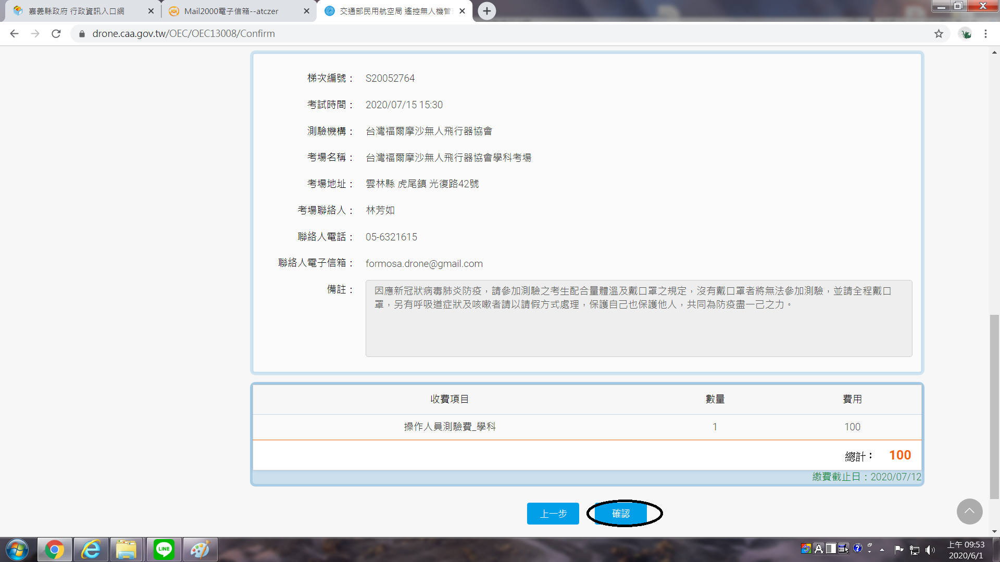 嘉義縣政府 行政資訊入口網
Mail2000電子信箱--atczer
交通部民用航空局 遙控無人機管
drone.caa.gov.tw/OEC/OEC13008/Confirm
梯次編號： S20052764
考試時間： 2020/07/15 15:30
測驗機構： 台灣福爾摩沙無人飛行器協會
考場名稱： 台灣福爾摩沙無人飛行器協會學科考場
考場地址： 雲林縣 虎尾鎮 光復路42號
考場聯絡人： 林芳如
聯絡人電話： 05-6321615
聯絡人電子信箱： formosa.drone@gmail.com
備註： 因應新冠狀病毒肺炎防疫，請參加測驗之考生配合量體溫及戴口罩之規定，沒有戴口罩者將無法參加測驗，並請全程戴口
罩，另有呼吸道症狀及咳嗽者請以請假方式處理，保護自己也保護他人，共同為防疫盡一己之力。
收費項目 數量 費用
操作人員測驗費_學科 1 100
總計： 100
繳費截止日：2020/07/12
上一步 確認
LINE
A
上午 09:53
2020/6/1